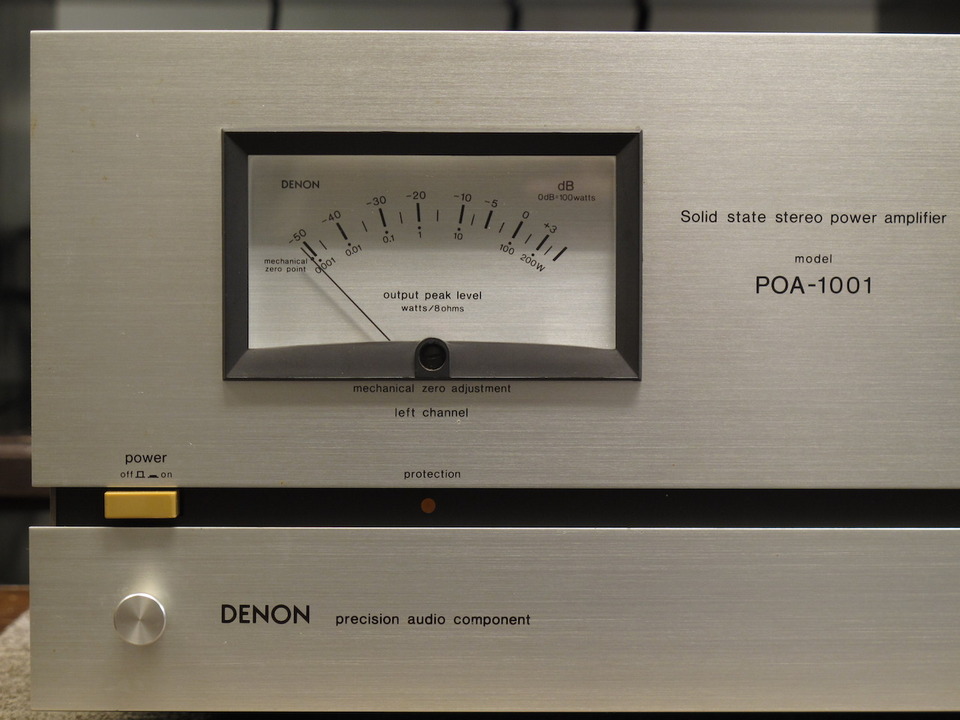 DENON
dB
0dB=100watts
-50 -40 -30 -20 -10 -5 0 +3
0.001 0.01 0.1 1 10 100 200W
mechanical
zero point
output peak level
watts/8ohms
mechanical zero adjustment
left channel
Solid state stereo power amplifier
model
POA-1001
power
off on
protection
DENON precision audio component